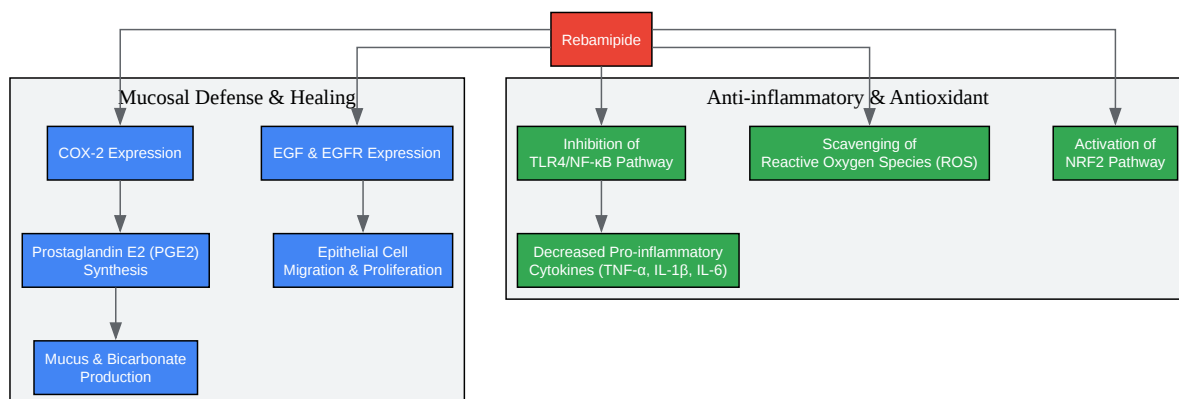 Rebamipide
Mucosal Defense & Healing
COX-2 Expression
EGF & EGFR Expression
Prostaglandin E2 (PGE2)
Synthesis
Epithelial Cell
Migration & Proliferation
Mucus & Bicarbonate
Production
Anti-inflammatory & Antioxidant
Inhibition of
TLR4/NF-κB Pathway
Scavenging of
Reactive Oxygen Species (ROS)
Activation of
NRF2 Pathway
Decreased Pro-inflammatory
Cytokines (TNF-α, IL-1β, IL-6)